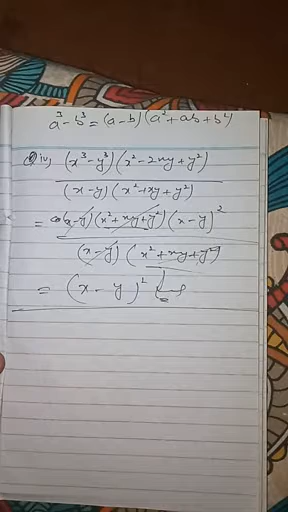 a³ - b³ = (a - b) (a² + ab + b²)
iv) (x³ - y³) (x² - 2xy + y²)
(x - y) (x² + xy + y²)
= (x - y) (x² + xy + y²) (x - y)²
(x - y) (x² + xy + y²)
= (x - y)²